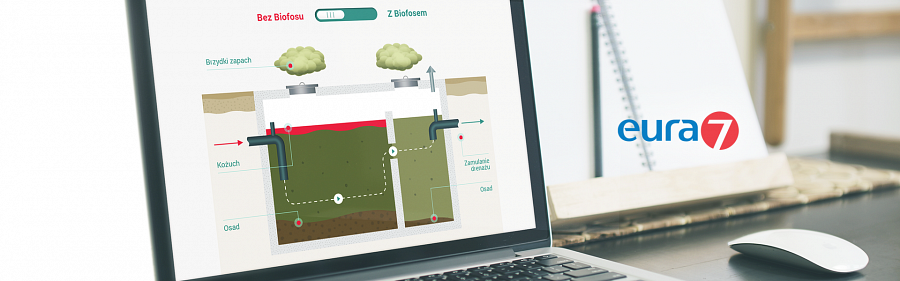 Bez Biofosu
Z Biofosem
Brzydki zapach
Kożuch
Zamulanie
drenażu
Osad
Osad
eura7